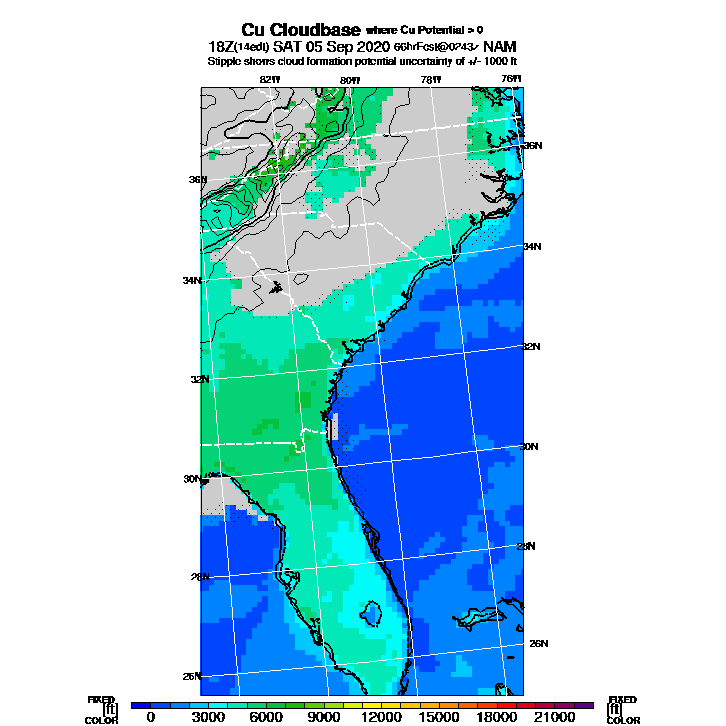 Cu Cloudbase where Cu Potential > 0
18Z(14edt) SAT 05 Sep 2020 66hrFcst@0243z NAM
Stipple shows cloud formation potential uncertainty of +/- 1000 ft
82W 80W 78W 76W
36N
36N
34N
34N
32N
32N
30N
30N
28N
28N
26N
26N
FIXED FIXED
[ft] 0 3000 6000 9000 12000 15000 18000 21000 [ft]
COLOR COLOR